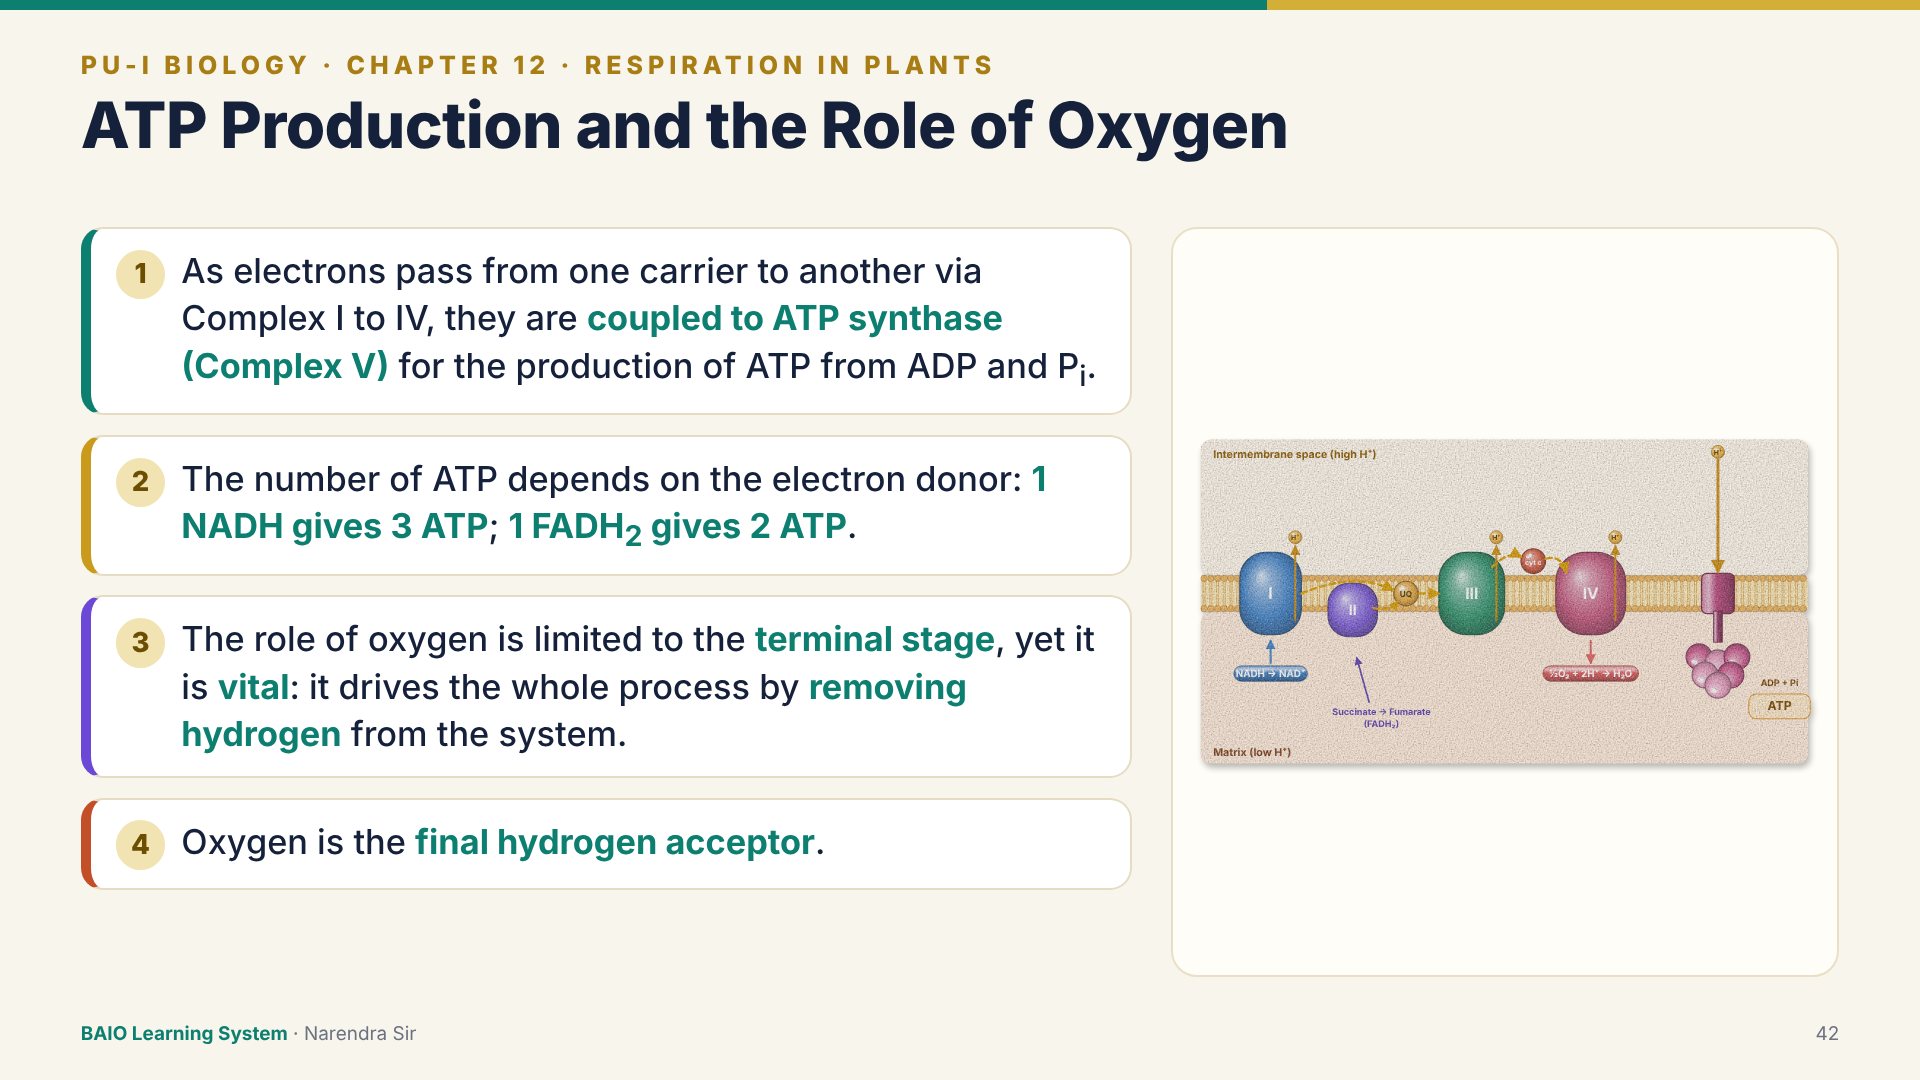 PU-I BIOLOGY · CHAPTER 12 · RESPIRATION IN PLANTS
ATP Production and the Role of Oxygen
1
As electrons pass from one carrier to another via
Complex I to IV, they are coupled to ATP synthase
(Complex V) for the production of ATP from ADP and Pᵢ.
2
The number of ATP depends on the electron donor: 1
NADH gives 3 ATP; 1 FADH₂ gives 2 ATP.
3
The role of oxygen is limited to the terminal stage, yet it
is vital: it drives the whole process by removing
hydrogen from the system.
4
Oxygen is the final hydrogen acceptor.
Intermembrane space (high H⁺)
H⁺
H⁺
H⁺
H⁺
I
II
UQ
III
cyt c
IV
NADH → NAD⁺
½O₂ + 2H⁺ → H₂O
Succinate → Fumarate
(FADH₂)
ADP + Pi
ATP
Matrix (low H⁺)
BAIO Learning System · Narendra Sir
42